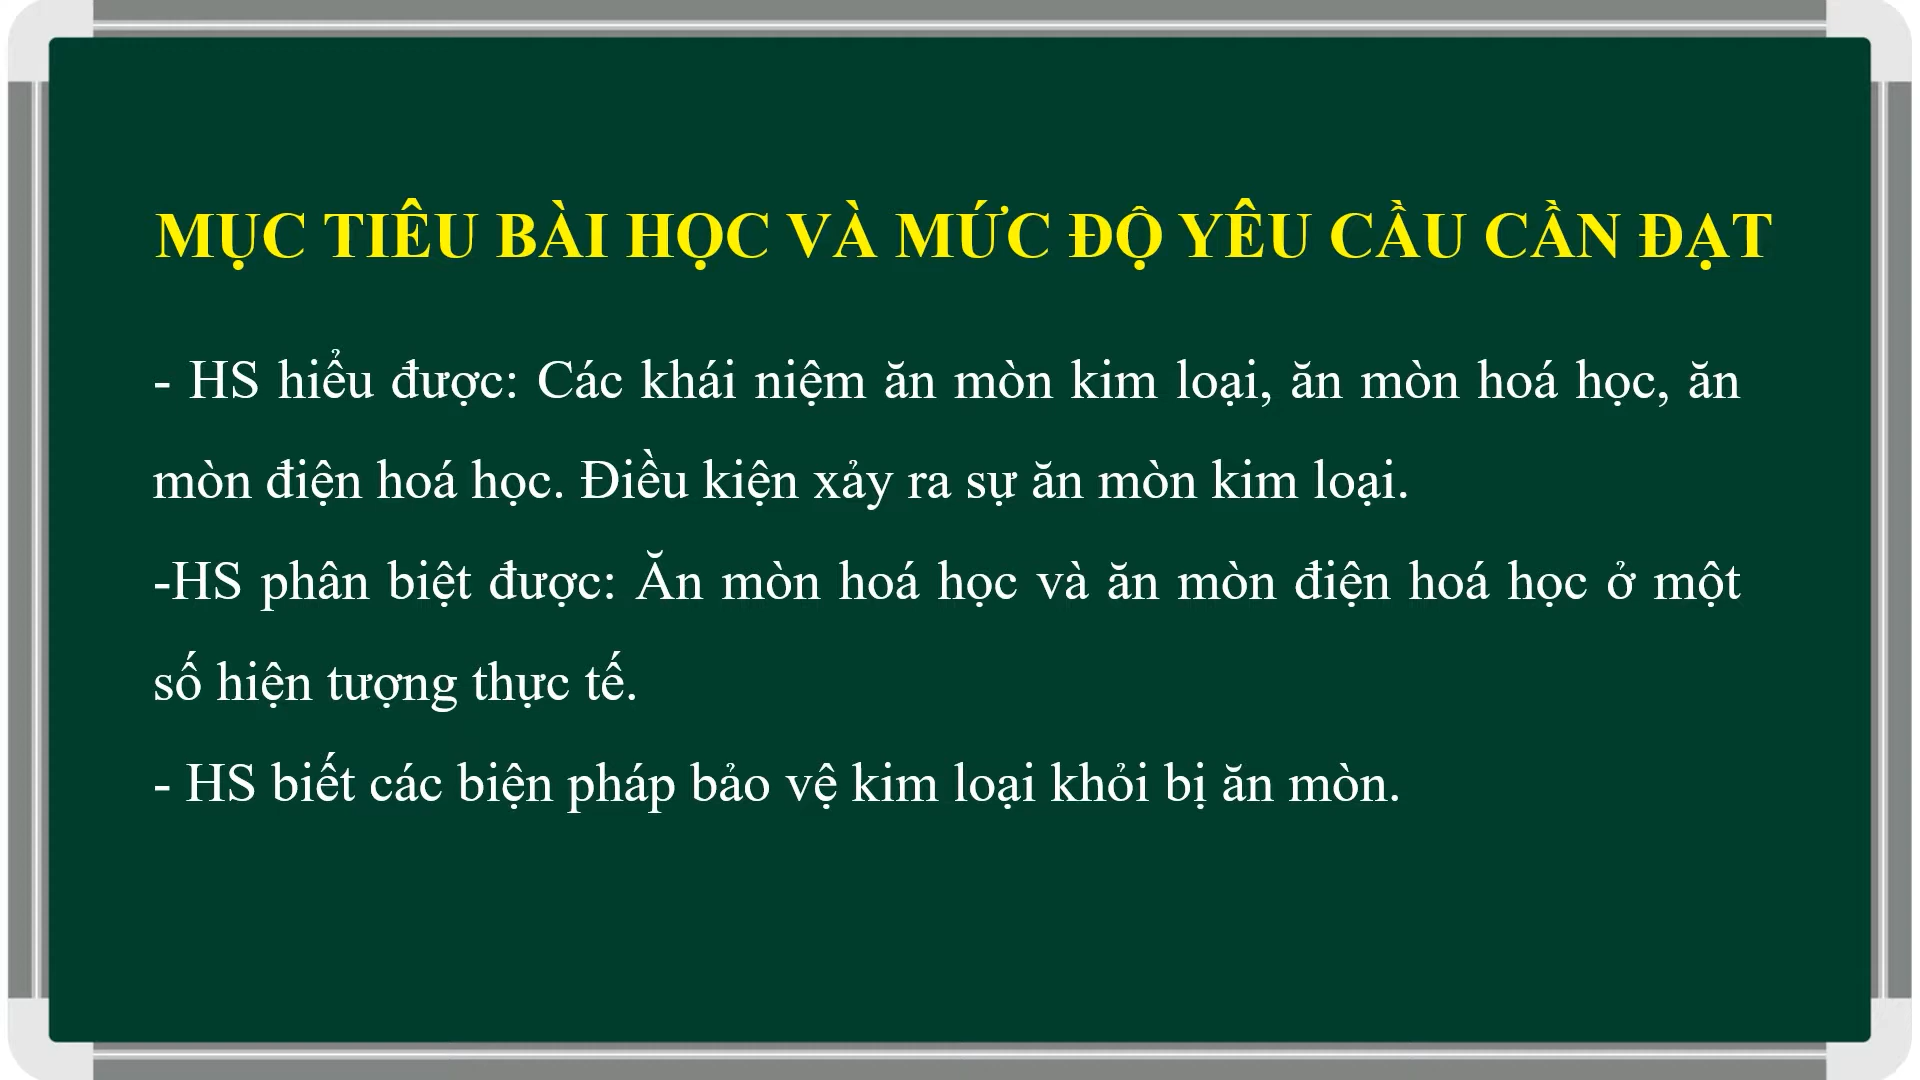 MỤC TIÊU BÀI HỌC VÀ MỨC ĐỘ YÊU CẦU CẦN ĐẠT
- HS hiểu được: Các khái niệm ăn mòn kim loại, ăn mòn hoá học, ăn
mòn điện hoá học. Điều kiện xảy ra sự ăn mòn kim loại.
-HS phân biệt được: Ăn mòn hoá học và ăn mòn điện hoá học ở một
số hiện tượng thực tế.
- HS biết các biện pháp bảo vệ kim loại khỏi bị ăn mòn.